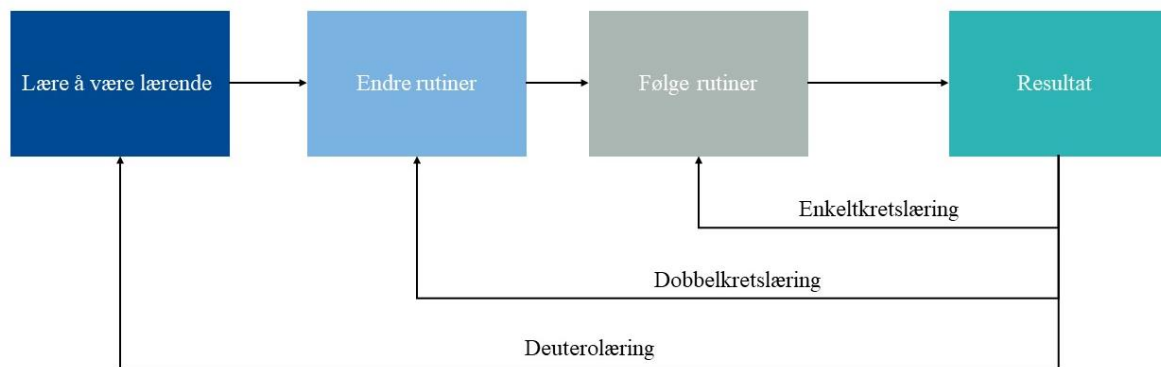 Lære å være lærende
Endre rutiner
Følge rutiner
Resultat
Enkeltkretslæring
Dobbelkretslæring
Deuterolæring